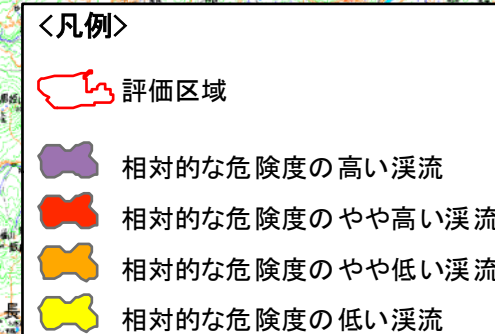 <凡例>
評価区域
相対的な危険度の高い渓流
相対的な危険度のやや高い渓流
相対的な危険度のやや低い渓流
相対的な危険度の低い渓流
長